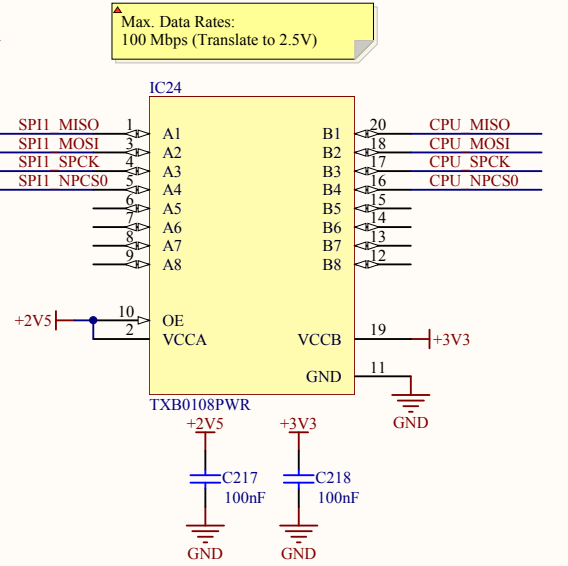 Max. Data Rates:
100 Mbps (Translate to 2.5V)
IC24
SPI1_MISO 1 A1 B1 20 CPU_MISO
SPI1_MOSI 3 A2 B2 18 CPU_MOSI
SPI1_SPCK 4 A3 B3 17 CPU_SPCK
SPI1_NPCS0 5 A4 B4 16 CPU_NPCS0
6 A5 B5 15
7 A6 B6 14
8 A7 B7 13
9 A8 B8 12
+2V5 10 OE
2 VCCA VCCB 19 +3V3
GND 11
TXB0108PWR GND
+2V5 +3V3
C217 C218
100nF 100nF
GND GND